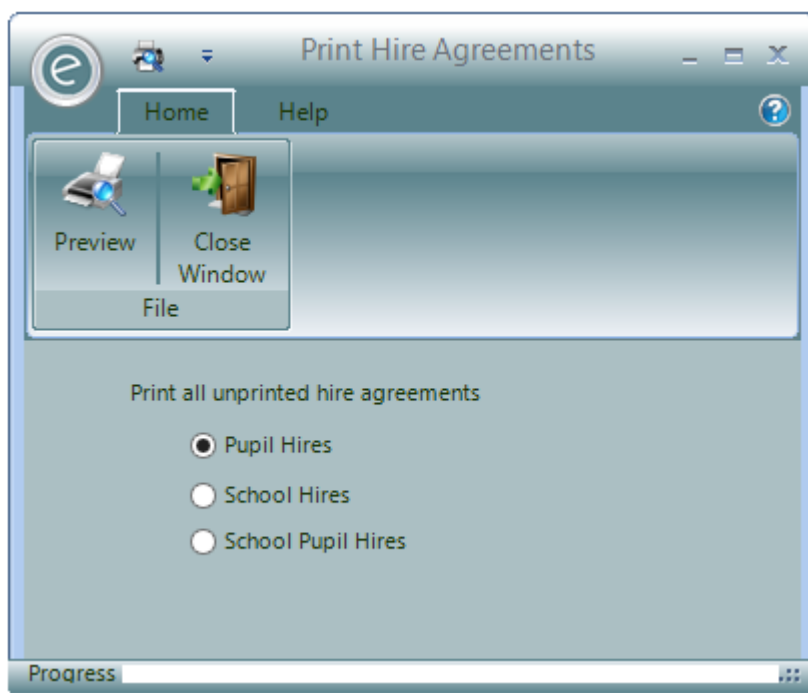 e
Print Hire Agreements
Home Help
?
Preview Close
Window
File
Print all unprinted hire agreements
Pupil Hires
School Hires
School Pupil Hires
Progress